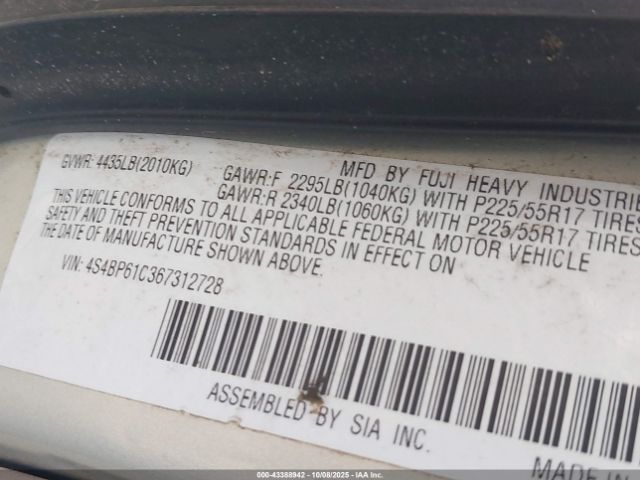 MFD BY FUJI HEAVY INDUSTRIE
GVWR: 4435LB(2010KG)
GAWR:F 2295LB(1040KG) WITH P225/55R17 TIRES
GAWR:R 2340LB(1060KG) WITH P225/55R17 TIRES
THIS VEHICLE CONFORMS TO ALL APPLICABLE FEDERAL MOTOR VEHICLE
SAFETY AND THEFT PREVENTION STANDARDS IN EFFECT ON
THE DATE OF MANUFACTURE SHOWN ABOVE.
VIN: 4S4BP61C367312728
ASSEMBLED BY SIA INC.
MADE IN
000-43388942 - 10/08/2025 - IAAI.com